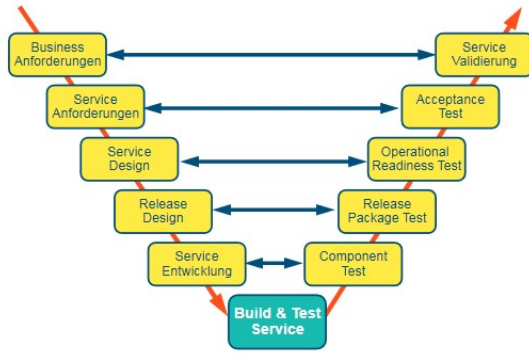 Business
Anforderungen
Service
Validierung
Service
Anforderungen
Acceptance
Test
Service
Design
Operational
Readiness Test
Release
Design
Release
Package Test
Service
Entwicklung
Component
Test
Build & Test
Service